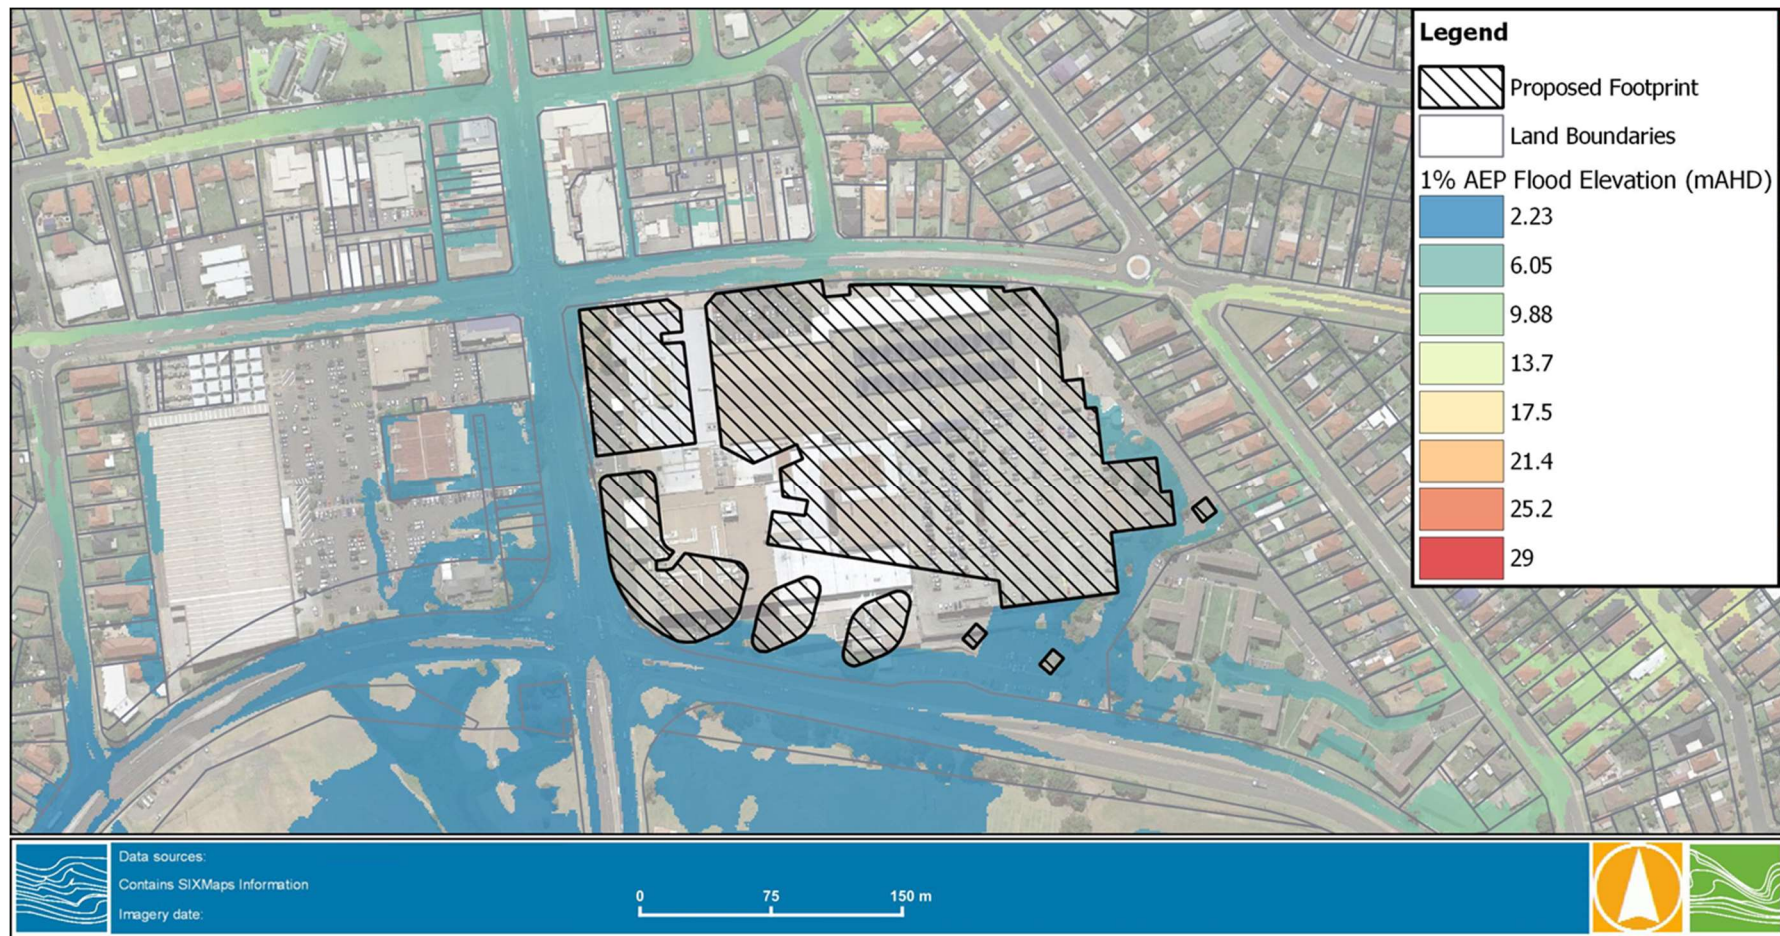 Legend
Proposed Footprint
Land Boundaries
1% AEP Flood Elevation (mAHD)
2.23
6.05
9.88
13.7
17.5
21.4
25.2
29
Data sources:
Contains SIXMaps Information
Imagery date:
0 75 150 m